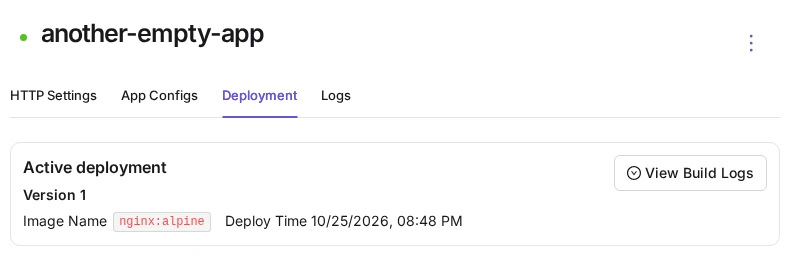 another-empty-app
HTTP Settings App Configs Deployment Logs
Active deployment
View Build Logs
Version 1
Image Name nginx:alpine Deploy Time 10/25/2026, 08:48 PM